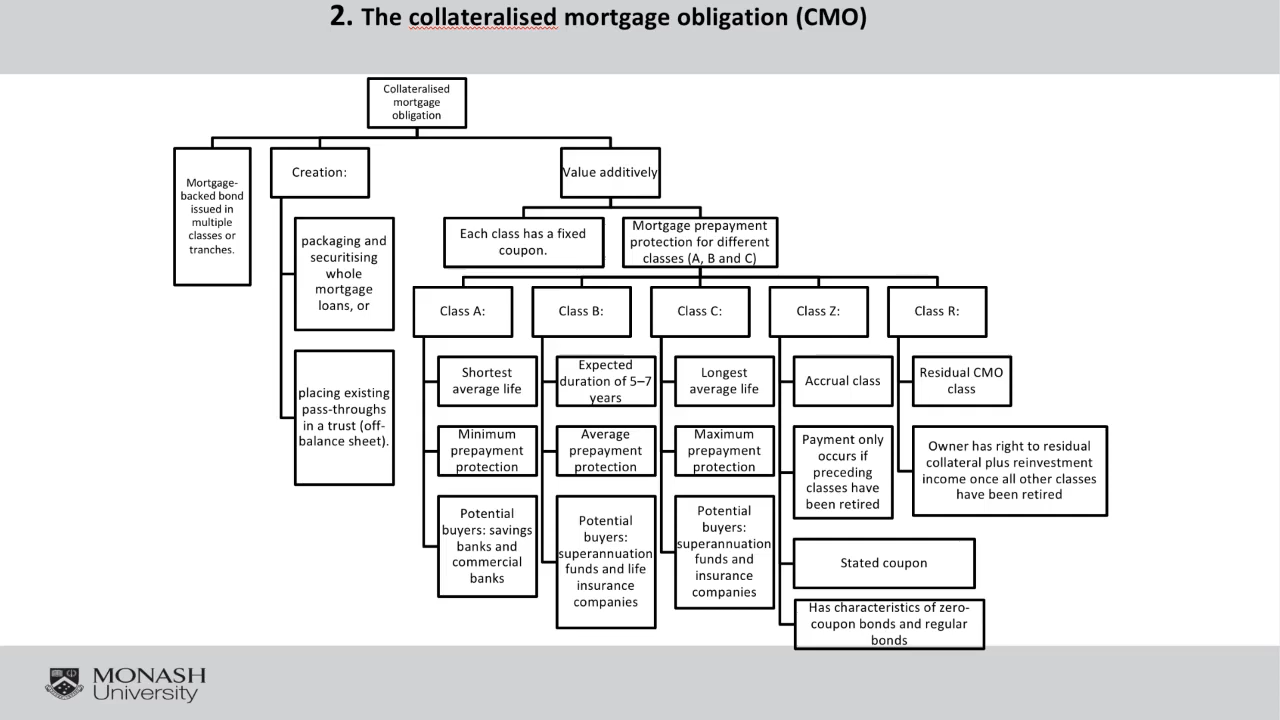 2. The collateralised mortgage obligation (CMO)
Collateralised
mortgage
obligation
Mortgage-
backed bond
issued in
multiple
classes or
tranches.
Creation:
packaging and
securitising
whole
mortgage
loans, or
placing existing
pass-throughs
in a trust (off-
balance sheet).
Value additively
Each class has a fixed
coupon.
Mortgage prepayment
protection for different
classes (A, B and C)
Class A:
Shortest
average life
Minimum
prepayment
protection
Potential
buyers: savings
banks and
commercial
banks
Class B:
Expected
duration of 5–7
years
Average
prepayment
protection
Potential
buyers:
superannuation
funds and life
insurance
companies
Class C:
Longest
average life
Maximum
prepayment
protection
Potential
buyers:
superannuation
funds and
insurance
companies
Class Z:
Accrual class
Payment only
occurs if
preceding
classes have
been retired
Stated coupon
Has characteristics of zero-
coupon bonds and regular
bonds
Class R:
Residual CMO
class
Owner has right to residual
collateral plus reinvestment
income once all other classes
have been retired
MONASH
University